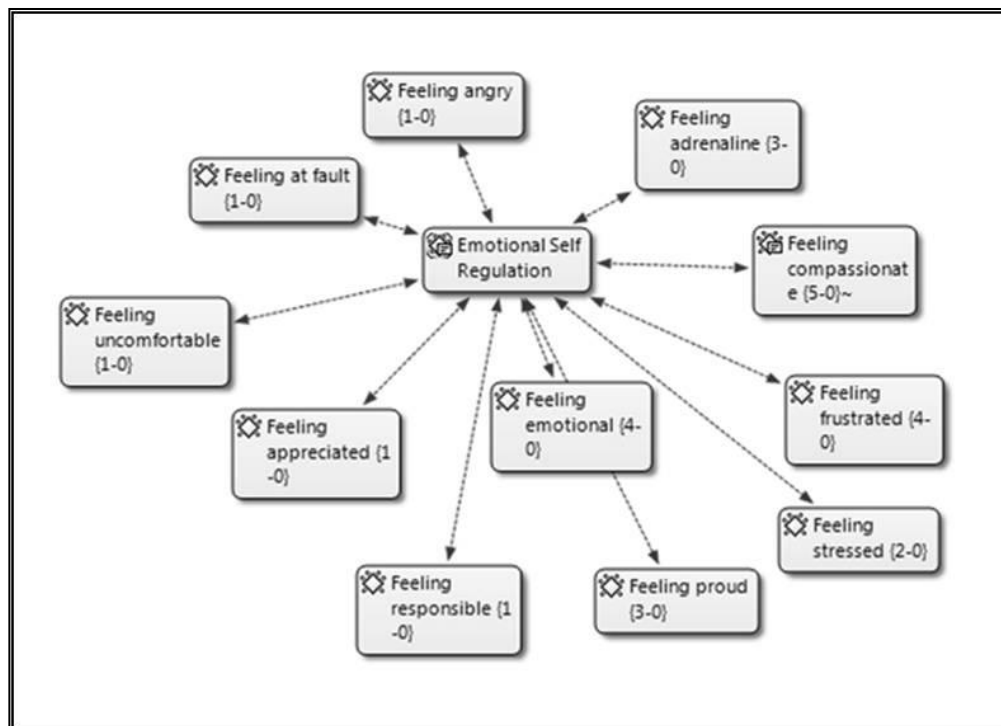 Feeling angry
{1-0}
Feeling
adrenaline {3-
0}
Feeling at fault
{1-0}
Emotional Self
Regulation
Feeling
compassionat
e {5-0}~
Feeling
uncomfortable
{1-0}
Feeling
frustrated {4-
0}
Feeling
emotional {4-
0}
Feeling
appreciated {1
-0}
Feeling
stressed {2-0}
Feeling
responsible {1
-0}
Feeling proud
{3-0}